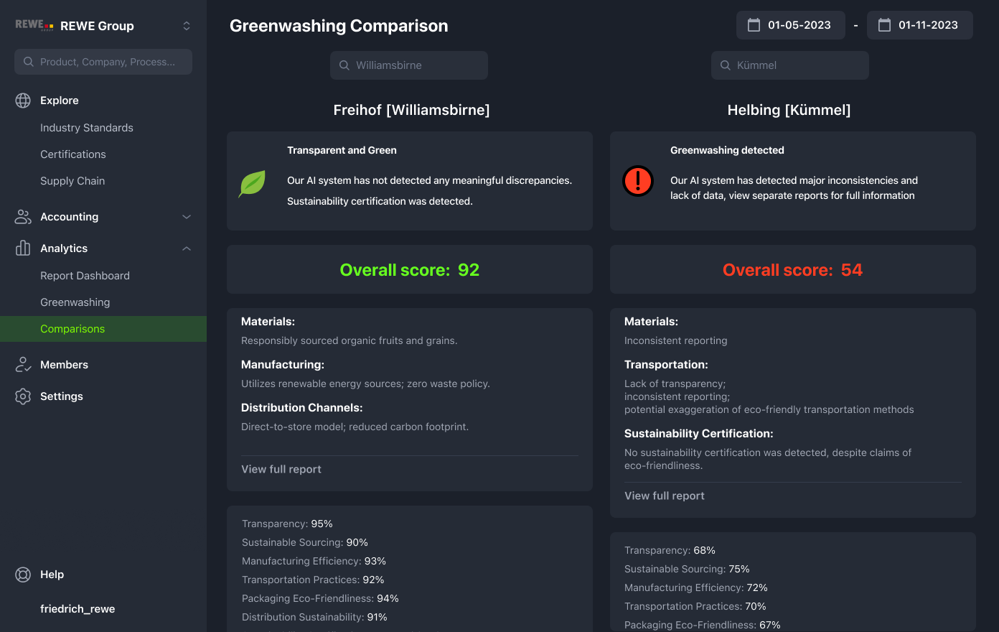 REWE
REWE Group
Product, Company, Process...
Explore
Industry Standards
Certifications
Supply Chain
Accounting
Analytics
Report Dashboard
Greenwashing
Comparisons
Members
Settings
Help
friedrich_rewe
Greenwashing Comparison
01-05-2023 - 01-11-2023
Williamsbirne
Freihof [Williamsbirne]
Transparent and Green
Our AI system has not detected any meaningful discrepancies.
Sustainability certification was detected.
Overall score: 92
Materials:
Responsibly sourced organic fruits and grains.
Manufacturing:
Utilizes renewable energy sources; zero waste policy.
Distribution Channels:
Direct-to-store model; reduced carbon footprint.
View full report
Transparency: 95%
Sustainable Sourcing: 90%
Manufacturing Efficiency: 93%
Transportation Practices: 92%
Packaging Eco-Friendliness: 94%
Distribution Sustainability: 91%
Kümmel
Helbing [Kümmel]
Greenwashing detected
Our AI system has detected major inconsistencies and
lack of data, view separate reports for full information
Overall score: 54
Materials:
Inconsistent reporting
Transportation:
Lack of transparency;
inconsistent reporting;
potential exaggeration of eco-friendly transportation methods
Sustainability Certification:
No sustainability certification was detected, despite claims of
eco-friendliness.
View full report
Transparency: 68%
Sustainable Sourcing: 75%
Manufacturing Efficiency: 72%
Transportation Practices: 70%
Packaging Eco-Friendliness: 67%